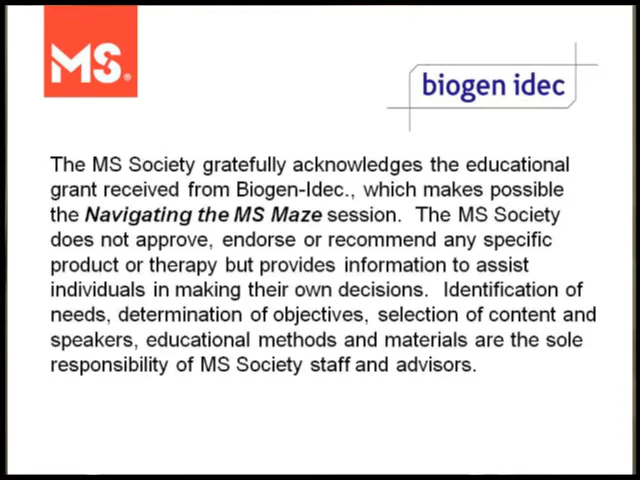 MS®
biogen idec
The MS Society gratefully acknowledges the educational
grant received from Biogen-Idec., which makes possible
the Navigating the MS Maze session. The MS Society
does not approve, endorse or recommend any specific
product or therapy but provides information to assist
individuals in making their own decisions. Identification of
needs, determination of objectives, selection of content and
speakers, educational methods and materials are the sole
responsibility of MS Society staff and advisors.